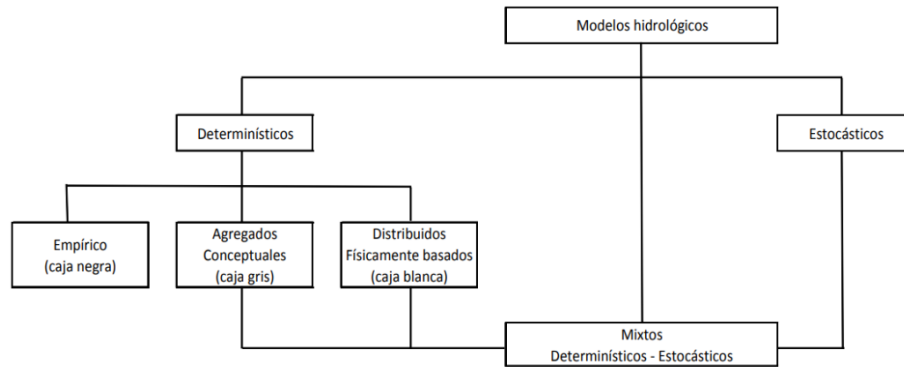 Modelos hidrológicos
Determinísticos
Estocásticos
Empírico
(caja negra)
Agregados
Conceptuales
(caja gris)
Distribuidos
Físicamente basados
(caja blanca)
Mixtos
Determinísticos - Estocásticos